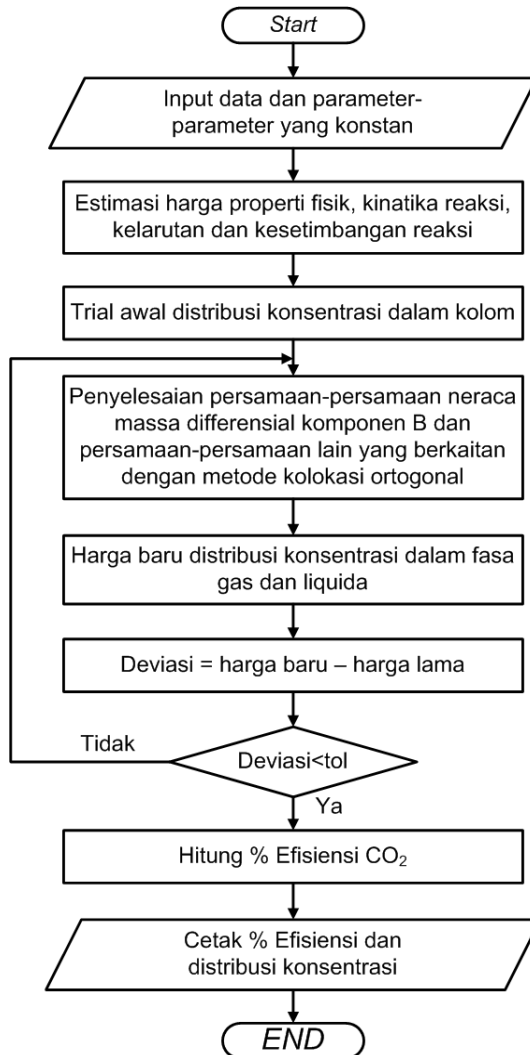 Start
Input data dan parameter-
parameter yang konstan
Estimasi harga properti fisik, kinatika reaksi,
kelarutan dan kesetimbangan reaksi
Trial awal distribusi konsentrasi dalam kolom
Penyelesaian persamaan-persamaan neraca
massa differensial komponen B dan
persamaan-persamaan lain yang berkaitan
dengan metode kolokasi ortogonal
Harga baru distribusi konsentrasi dalam fasa
gas dan liquida
Deviasi = harga baru – harga lama
Tidak
Deviasi<tol
Ya
Hitung % Efisiensi CO₂
Cetak % Efisiensi dan
distribusi konsentrasi
END